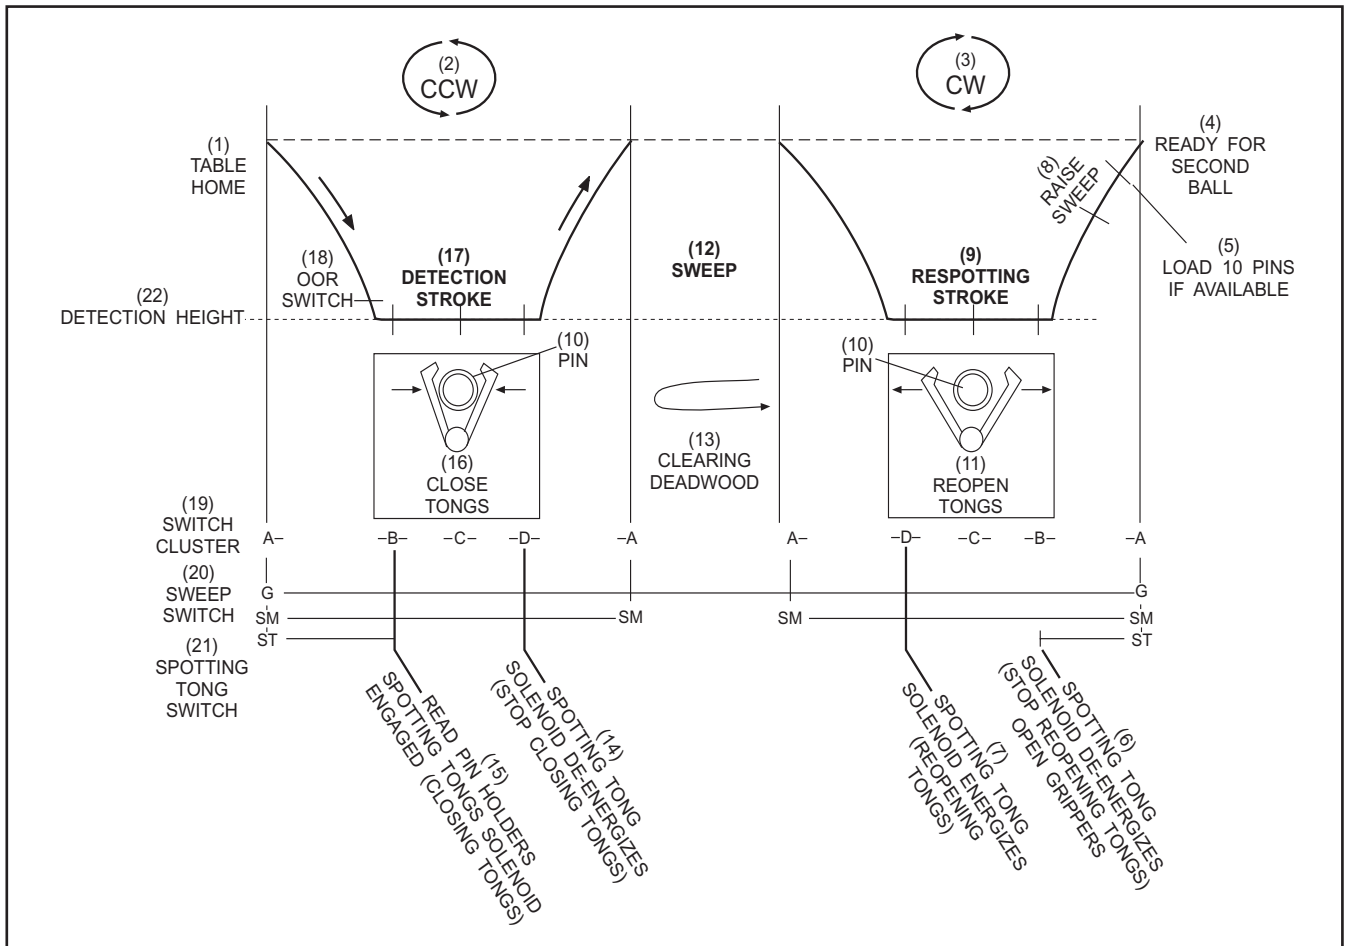 (2)
CCW
(3)
CW
(1)
TABLE
HOME
(4)
READY FOR
SECOND
BALL
(8)
RAISE
SWEEP
(5)
LOAD 10 PINS
IF AVAILABLE
(18)
OOR
SWITCH
(17)
DETECTION
STROKE
(12)
SWEEP
(9)
RESPOTTING
STROKE
(22)
DETECTION HEIGHT
(10)
PIN
(10)
PIN
(16)
CLOSE
TONGS
(13)
CLEARING
DEADWOOD
(11)
REOPEN
TONGS
(19)
SWITCH
CLUSTER
A–
–B–
–C–
–D–
–A
A–
–D–
–C–
–B–
–A
(20)
SWEEP
SWITCH
G
G
SM
SM
SM
SM
(21)
SPOTTING
TONG
SWITCH
ST
ST
(15)
READ PIN HOLDERS
SPOTTING TONGS SOLENOID
ENGAGED (CLOSING TONGS)
(14)
SPOTTING TONG
SOLENOID DE-ENERGIZES
(STOP CLOSING TONGS)
(7)
SPOTTING TONG
SOLENOID ENERGIZES
(REOPENING
TONGS)
(6)
SPOTTING TONG
SOLENOID DE-ENERGIZES
(STOP REOPENING TONGS)
OPEN GRIPPERS